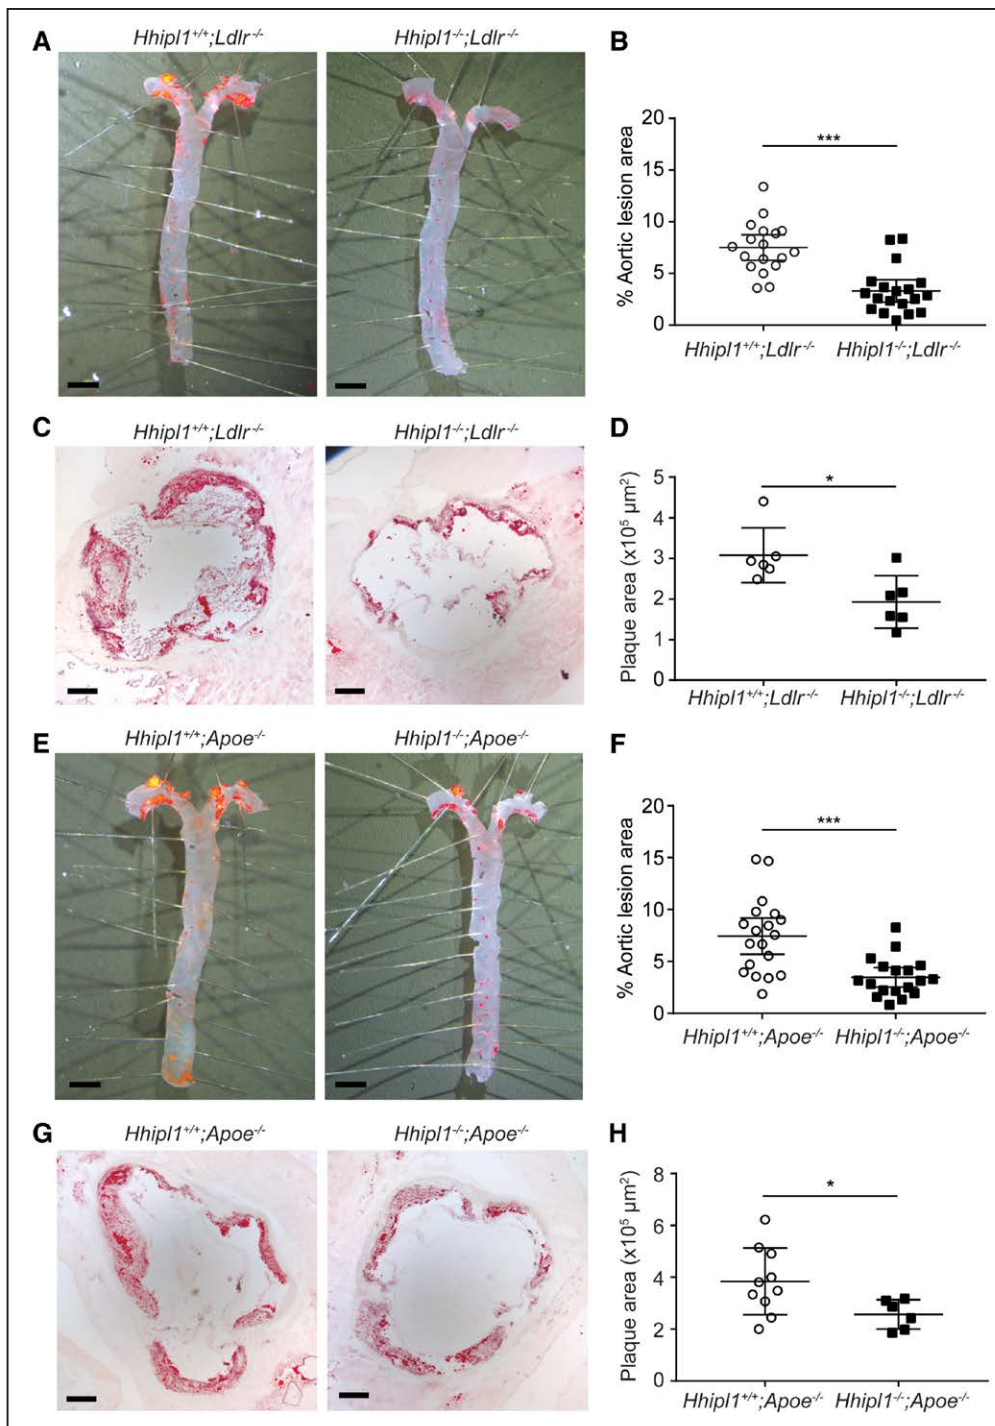 A Hhipl1+/+;Ldlr-/- Hhipl1-/-;Ldlr-/- B
% Aortic lesion area
20
15
10
5
0
***
Hhipl1+/+;Ldlr-/- Hhipl1-/-;Ldlr-/-
C Hhipl1+/+;Ldlr-/- Hhipl1-/-;Ldlr-/- D
Plaque area (x10⁵ µm²)
5
4
3
2
1
0
*
Hhipl1+/+;Ldlr-/- Hhipl1-/-;Ldlr-/-
E Hhipl1+/+;Apoe-/- Hhipl1-/-;Apoe-/- F
% Aortic lesion area
20
15
10
5
0
***
Hhipl1+/+;Apoe-/- Hhipl1-/-;Apoe-/-
G Hhipl1+/+;Apoe-/- Hhipl1-/-;Apoe-/- H
Plaque area (x10⁵ µm²)
8
6
4
2
0
*
Hhipl1+/+;Apoe-/- Hhipl1-/-;Apoe-/-